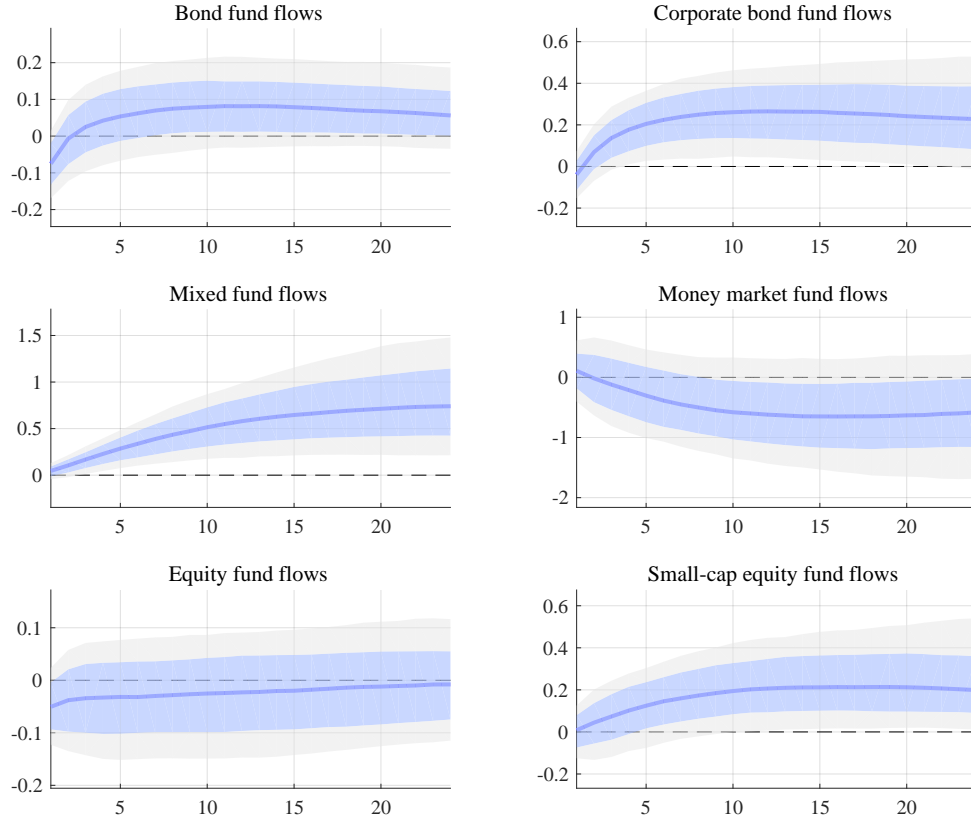 Bond fund flows
0.2
0.1
0
-0.1
-0.2
5 10 15 20
Corporate bond fund flows
0.6
0.4
0.2
0
-0.2
5 10 15 20
Mixed fund flows
1.5
1
0.5
0
5 10 15 20
Money market fund flows
1
0
-1
-2
5 10 15 20
Equity fund flows
0.1
0
-0.1
-0.2
5 10 15 20
Small-cap equity fund flows
0.6
0.4
0.2
0
-0.2
5 10 15 20